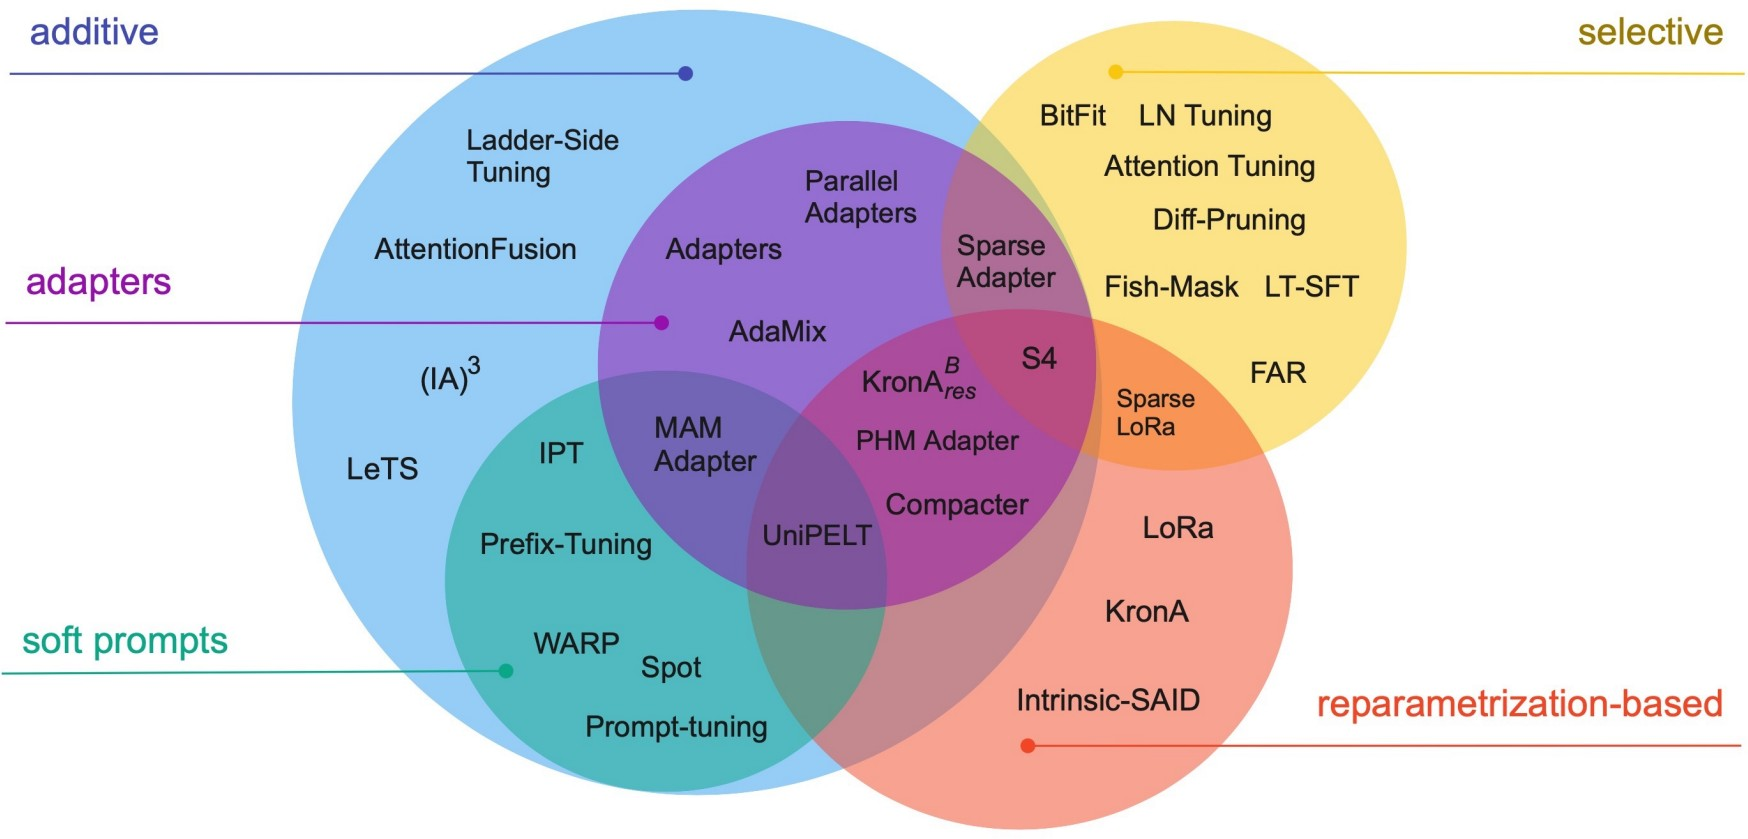 additive
selective
BitFit LN Tuning
Ladder-Side
Tuning
Attention Tuning
Parallel
Adapters
Diff-Pruning
AttentionFusion
Adapters
Sparse
Adapter
adapters
Fish-Mask LT-SFT
AdaMix
S4
(IA)³
KronA^B_res
FAR
Sparse
LoRa
MAM
Adapter
IPT
PHM Adapter
LeTS
Compacter
Prefix-Tuning
UniPELT
LoRa
KronA
soft prompts
WARP
Spot
Intrinsic-SAID
reparametrization-based
Prompt-tuning